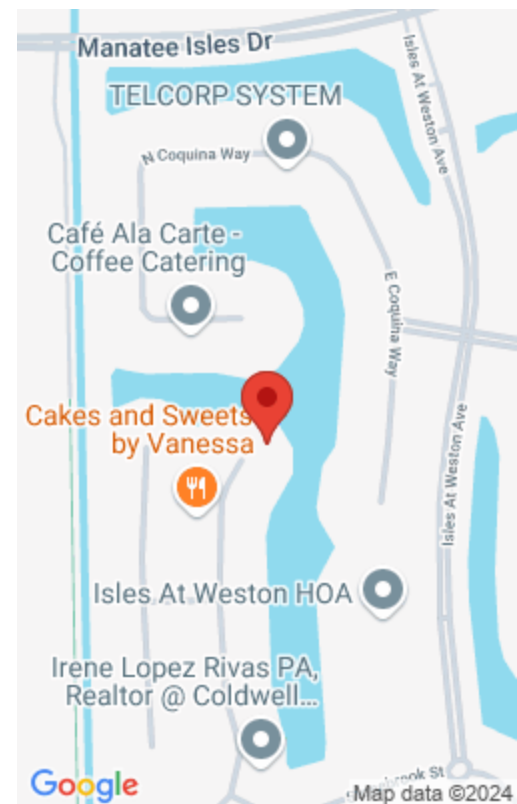 Manatee Isles Dr
Isles At Weston Ave
TELCORP SYSTEM
N Coquina Way
Café Ala Carte -
Coffee Catering
E Coquina Way
Cakes and Sweets
by Vanessa
Isles At Weston Ave
Isles At Weston HOA
Irene Lopez Rivas PA,
Realtor @ Coldwell...
Google
Map data ©2024